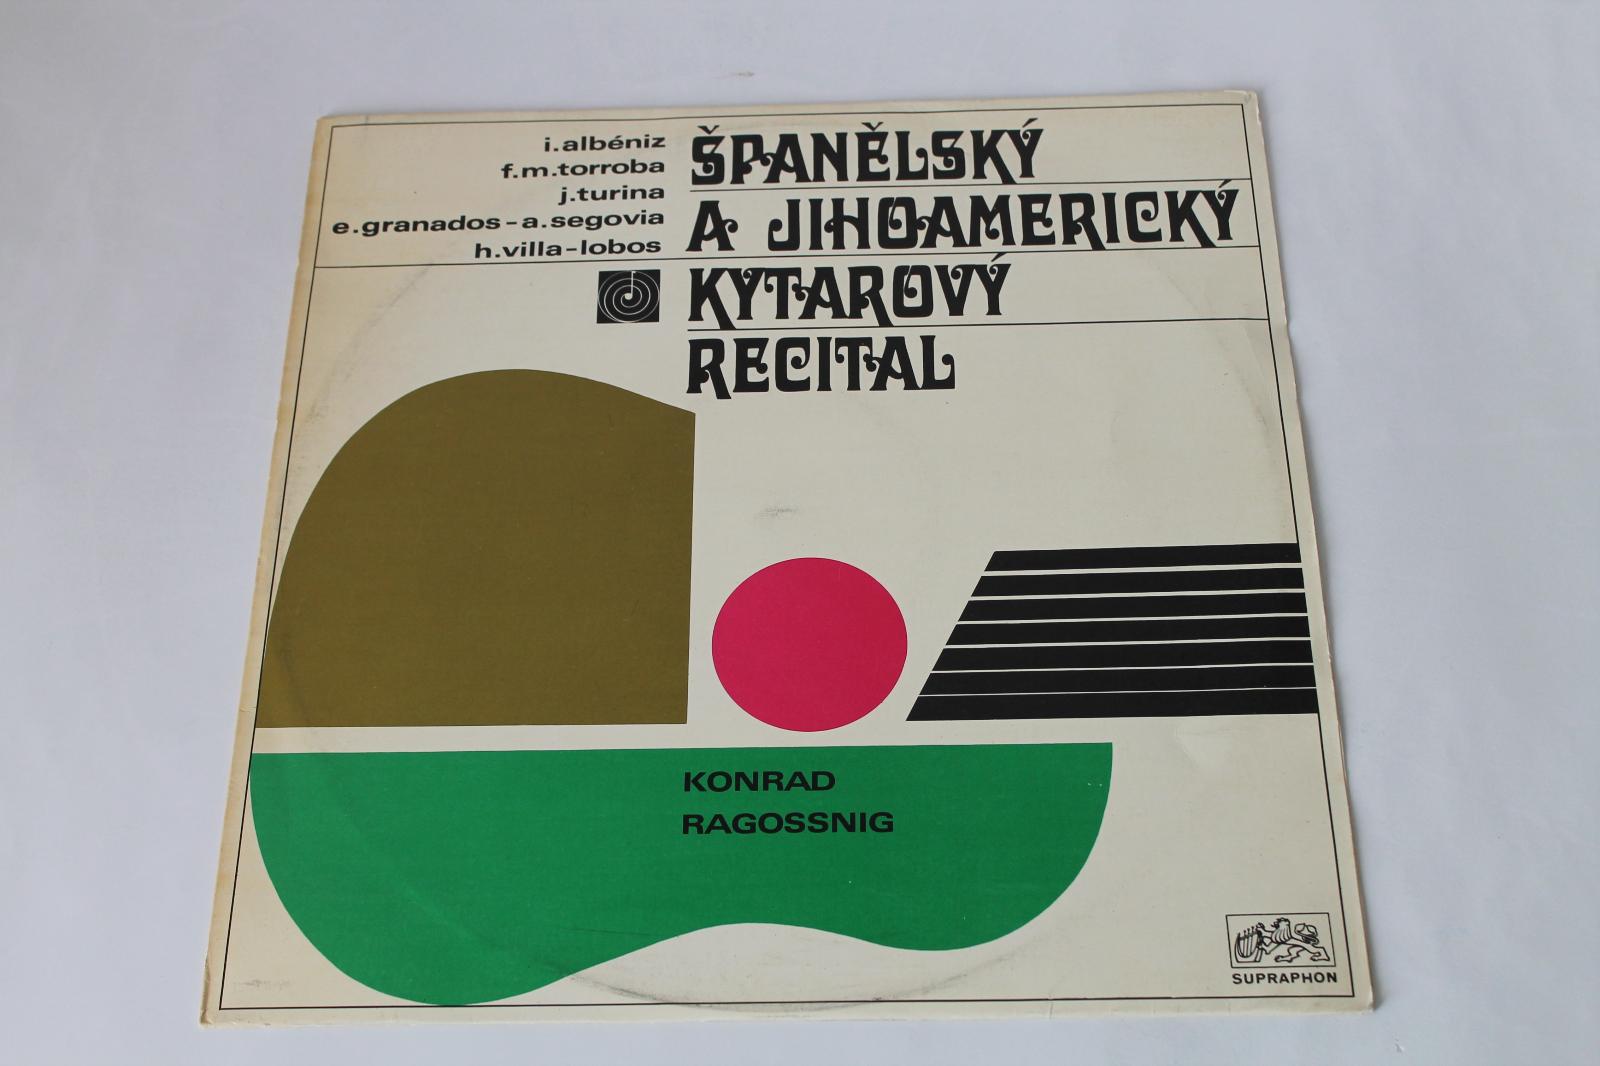 i.albéniz
f.m.torroba
j.turina
e.granados-a.segovia
h.villa-lobos
ŠPANĚLSKÝ
A JIHOAMERICKÝ
KYTAROVÝ
RECITAL
KONRAD
RAGOSSNIG
SUPRAPHON